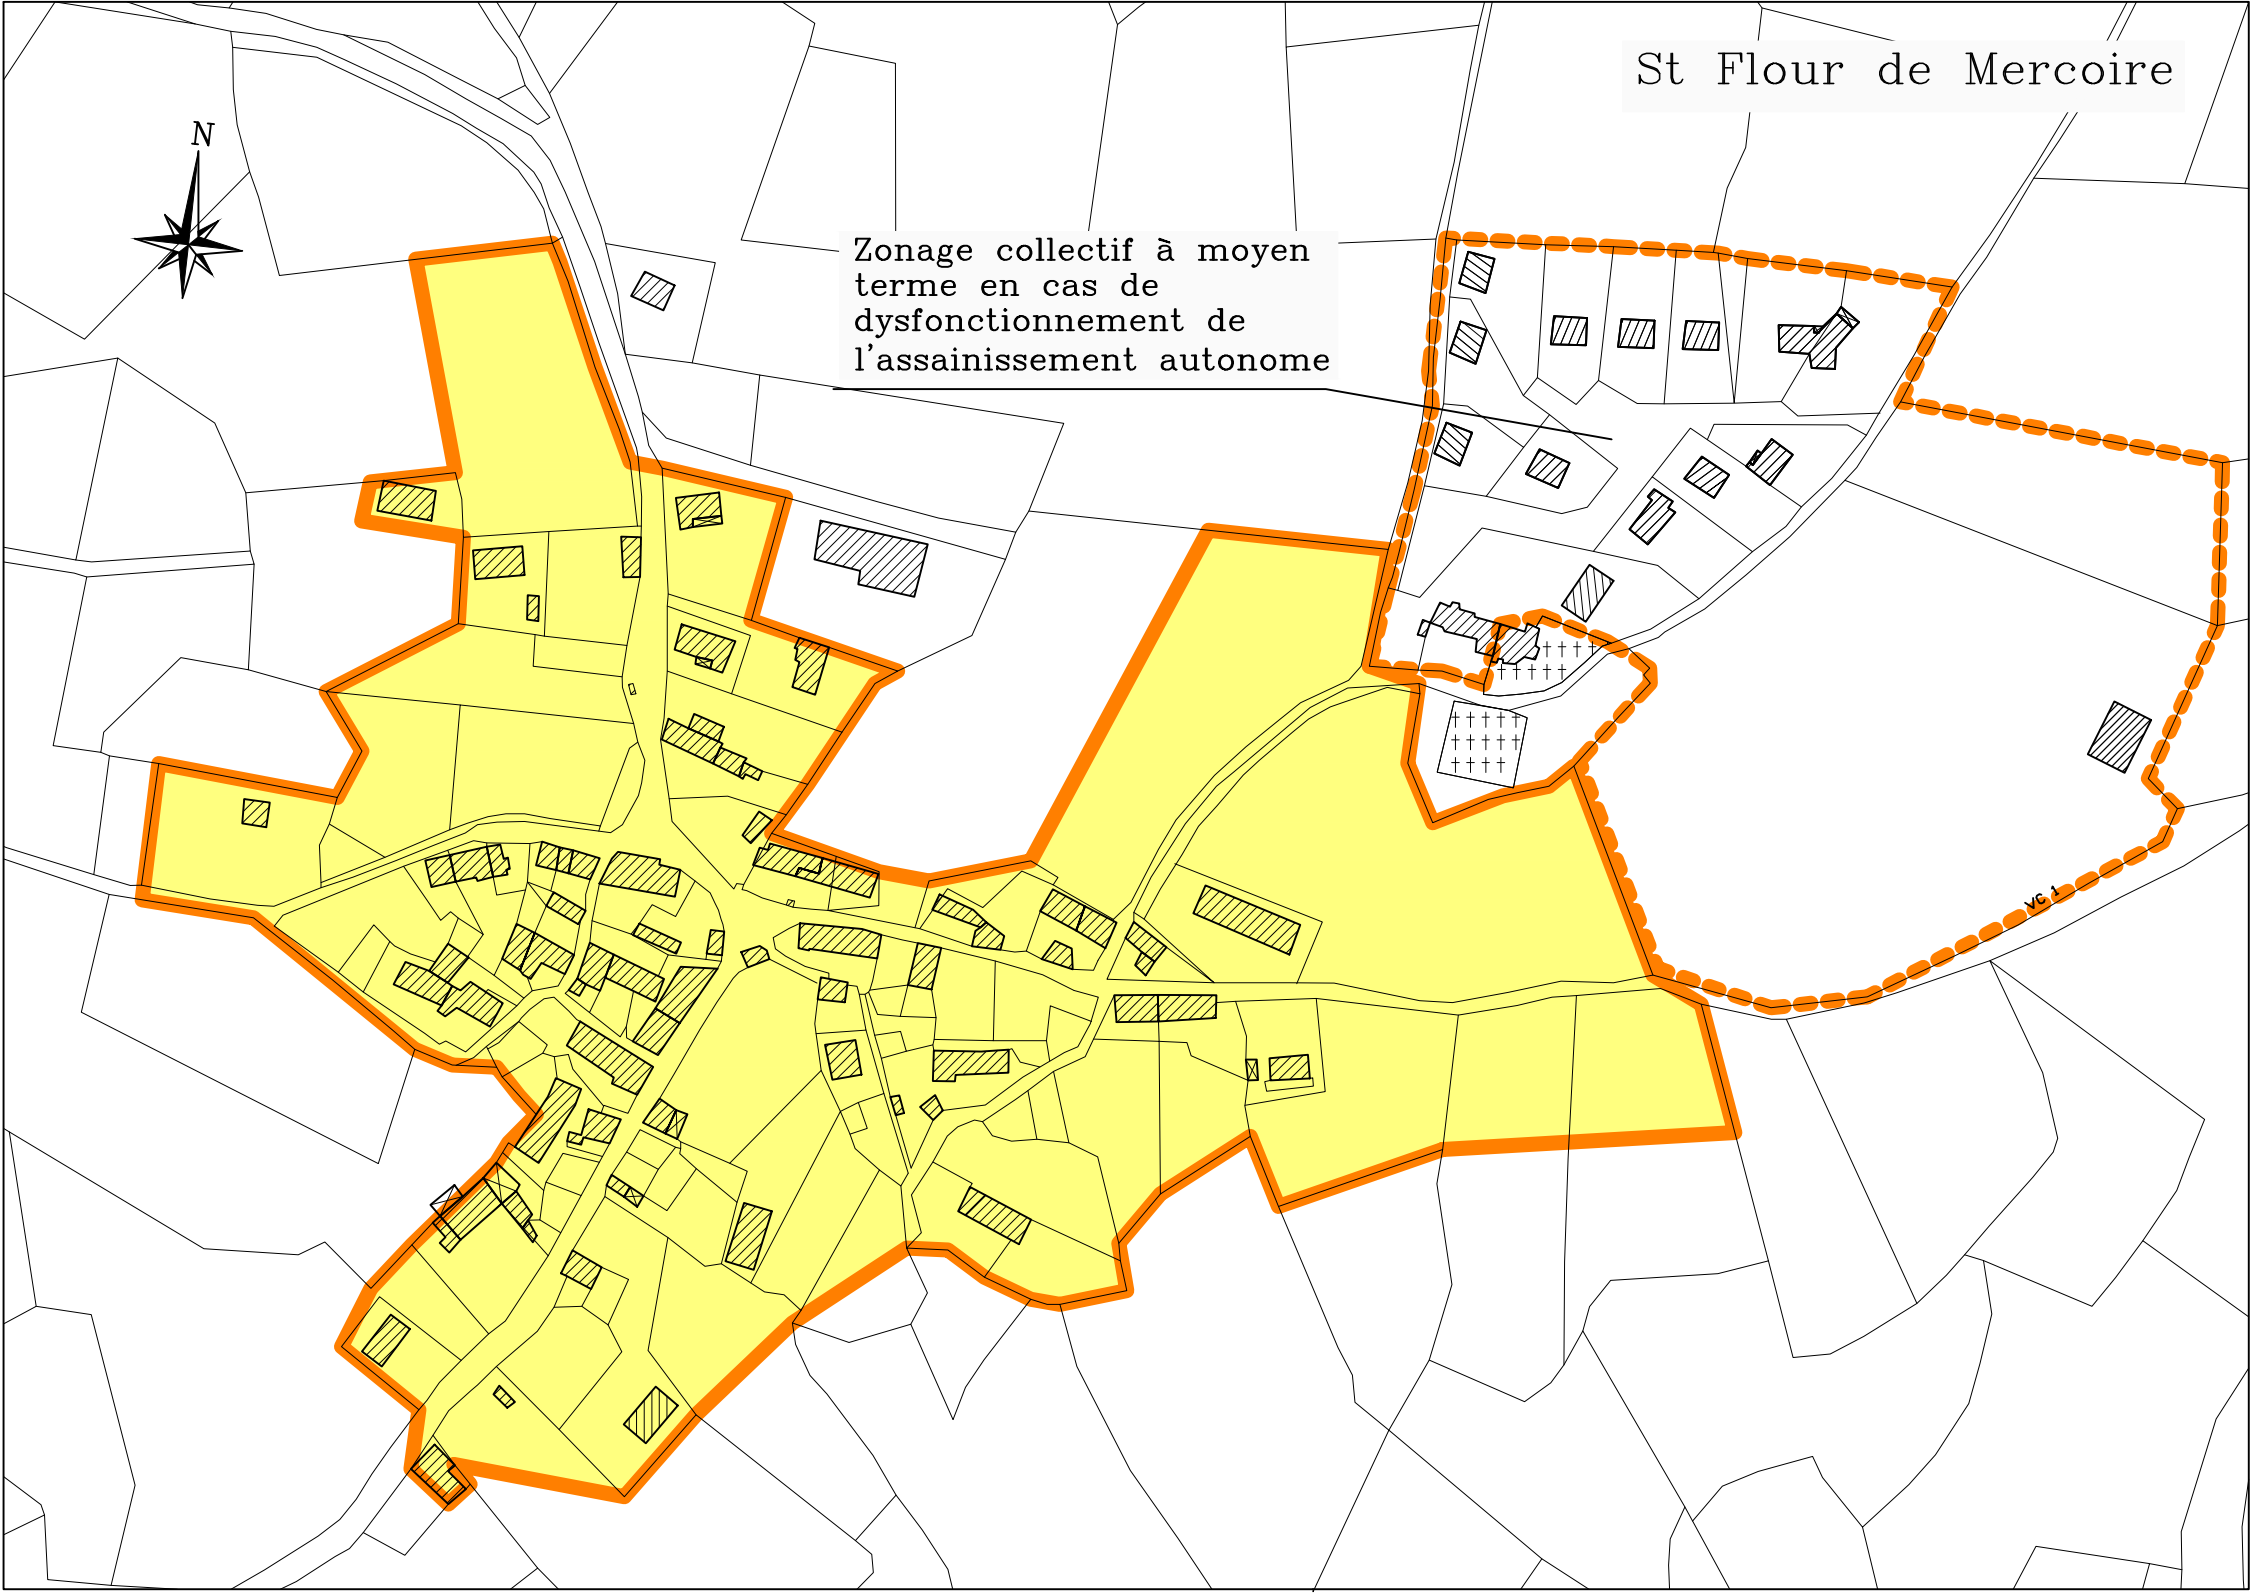 St Flour de Mercoire
N
Zonage collectif à moyen
terme en cas de
dysfonctionnement de
l'assainissement autonome
VC 1